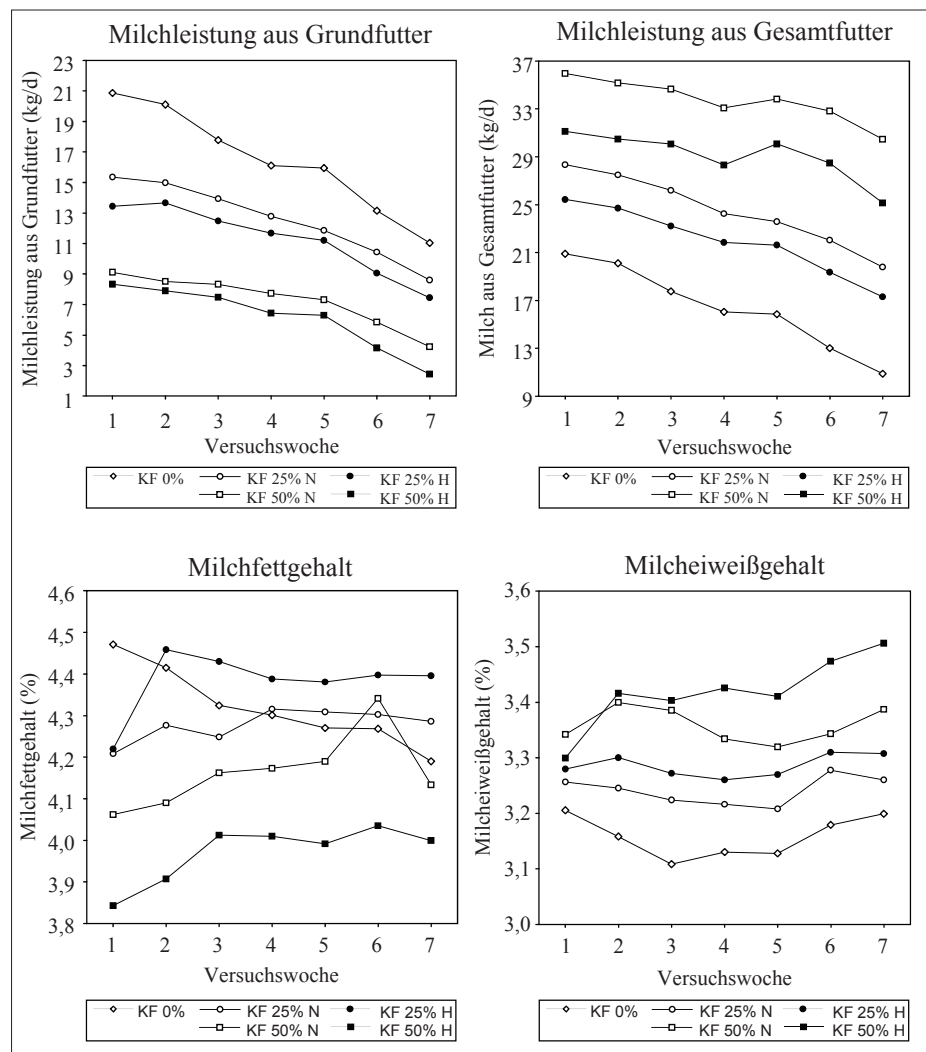 Milchleistung aus Grundfutter
Milchleistung aus Grundfutter (kg/d)
23
21
19
17
15
13
11
9
7
5
3
1
1 2 3 4 5 6 7
Versuchswoche
KF 0% KF 25% N KF 25% H
KF 50% N KF 50% H
Milchleistung aus Gesamtfutter
Milch aus Gesamtfutter (kg/d)
37
33
29
25
21
17
13
9
1 2 3 4 5 6 7
Versuchswoche
KF 0% KF 25% N KF 25% H
KF 50% N KF 50% H
Milchfettgehalt
Milchfettgehalt (%)
4,6
4,5
4,4
4,3
4,2
4,1
4,0
3,9
3,8
1 2 3 4 5 6 7
Versuchswoche
KF 0% KF 25% N KF 25% H
KF 50% N KF 50% H
Milcheiweißgehalt
Milcheiweißgehalt (%)
3,6
3,5
3,4
3,3
3,2
3,1
3,0
1 2 3 4 5 6 7
Versuchswoche
KF 0% KF 25% N KF 25% H
KF 50% N KF 50% H